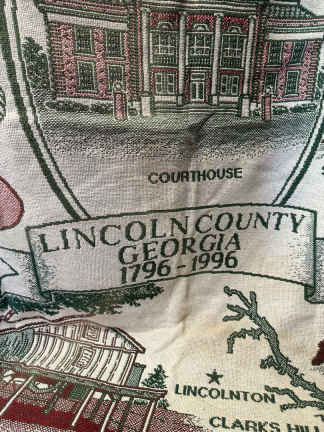 COURTHOUSE
LINCOLN COUNTY
GEORGIA
1796-1996
LINCOLNTON
CLARKS HILL